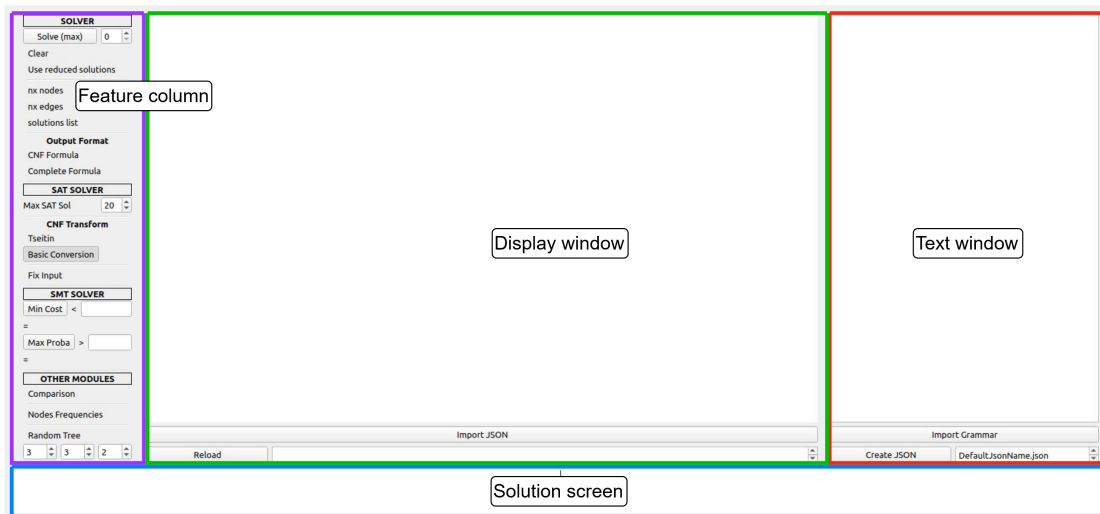 SOLVER
Solve (max) 0
Clear
Use reduced solutions
nx nodes
Feature column
nx edges
solutions list
Output Format
CNF Formula
Complete Formula
SAT SOLVER
Max SAT Sol 20
CNF Transform
Tseitin
Basic Conversion
Fix Input
SMT SOLVER
Min Cost <
=
Max Proba >
=
OTHER MODULES
Comparison
Nodes Frequencies
Random Tree
3 3 2
Display window
Import JSON
Reload
Text window
Import Grammar
Create JSON DefaultJsonName.json
Solution screen